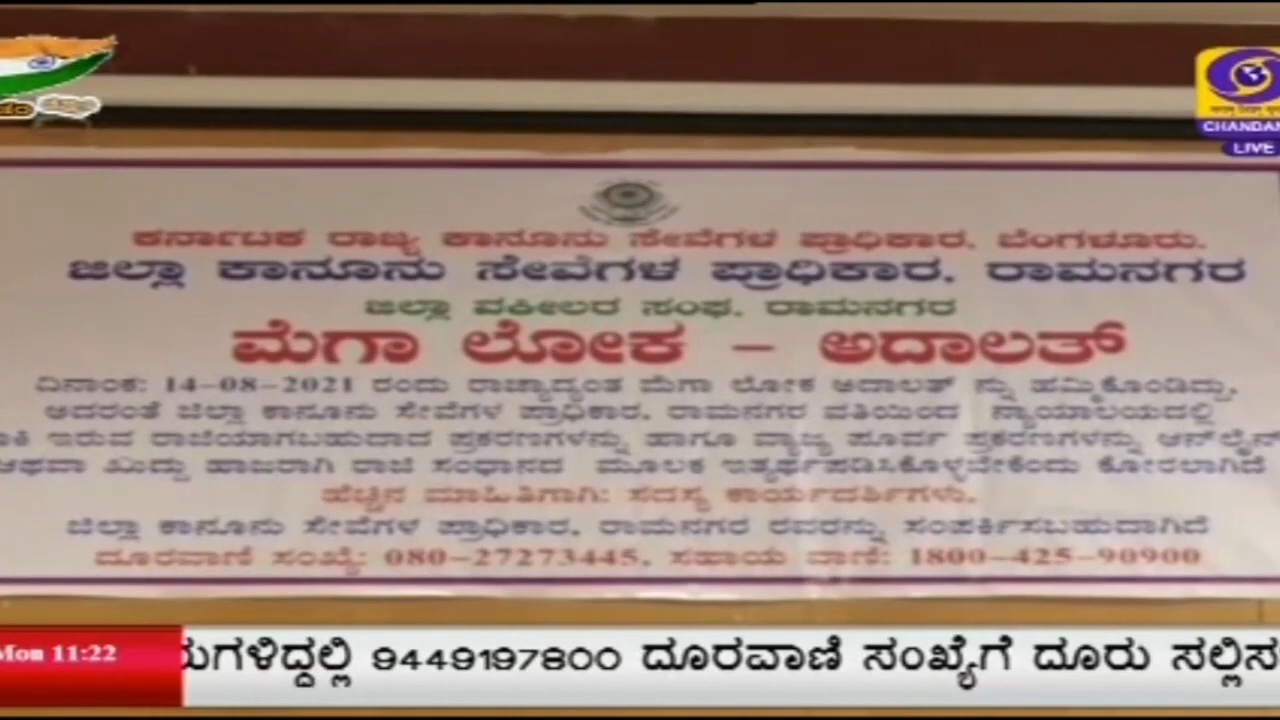 CHANDAN
LIVE
ಕರ್ನಾಟಕ ರಾಜ್ಯ ಕಾನೂನು ಸೇವೆಗಳ ಪ್ರಾಧಿಕಾರ, ಬೆಂಗಳೂರು.
ಜಿಲ್ಲಾ ಕಾನೂನು ಸೇವೆಗಳ ಪ್ರಾಧಿಕಾರ, ರಾಮನಗರ
ಜಿಲ್ಲಾ ವಕೀಲರ ಸಂಘ, ರಾಮನಗರ
ಮೆಗಾ ಲೋಕ - ಅದಾಲತ್
ದಿನಾಂಕ: 14-08-2021 ರಂದು ರಾಜ್ಯಾದ್ಯಂತ ಮೆಗಾ ಲೋಕ ಅದಾಲತ್ ನ್ನು ಹಮ್ಮಿಕೊಂಡಿದ್ದು,
ಅದರಂತೆ ಜಿಲ್ಲಾ ಕಾನೂನು ಸೇವೆಗಳ ಪ್ರಾಧಿಕಾರ, ರಾಮನಗರ ವತಿಯಿಂದ ನ್ಯಾಯಾಲಯದಲ್ಲಿ
ಾಕಿ ಇರುವ ರಾಜಿಯಾಗಬಹುದಾದ ಪ್ರಕರಣಗಳನ್ನು ಹಾಗೂ ವ್ಯಾಜ್ಯ ಪೂರ್ವ ಪ್ರಕರಣಗಳನ್ನು ಆನ್‌ಲೈನ್
ಅಥವಾ ಖುದ್ದು ಹಾಜರಾಗಿ ರಾಜಿ ಸಂಧಾನದ ಮೂಲಕ ಇತ್ಯರ್ಥಪಡಿಸಿಕೊಳ್ಳಬೇಕೆಂದು ಕೋರಲಾಗಿದೆ
ಹೆಚ್ಚಿನ ಮಾಹಿತಿಗಾಗಿ: ಸದಸ್ಯ ಕಾರ್ಯದರ್ಶಿಗಳು,
ಜಿಲ್ಲಾ ಕಾನೂನು ಸೇವೆಗಳ ಪ್ರಾಧಿಕಾರ, ರಾಮನಗರ ರವರನ್ನು ಸಂಪರ್ಕಿಸಬಹುದಾಗಿದೆ
ದೂರವಾಣಿ ಸಂಖ್ಯೆ: 080-27273445, ಸಹಾಯ ವಾಣಿ: 1800-425-90900
Mon 11:22 ುಗಳಿದ್ದಲ್ಲಿ 9449197800 ದೂರವಾಣಿ ಸಂಖ್ಯೆಗೆ ದೂರು ಸಲ್ಲಿಸ